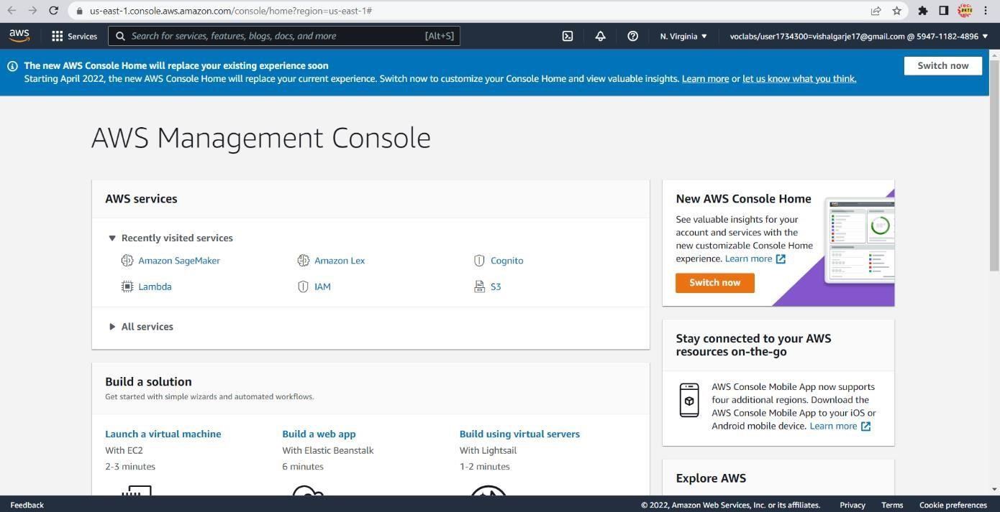 us-east-1.console.aws.amazon.com/console/home?region=us-east-1#
aws
Services
Search for services, features, blogs, docs, and more
[Alt+S]
N. Virginia
voclabs/user1734300=vishalgarje17@gmail.com @ 5947-1182-4896
The new AWS Console Home will replace your existing experience soon
Starting April 2022, the new AWS Console Home will replace your current experience. Switch now to customize your Console Home and view valuable insights. Learn more or let us know what you think.
Switch now
AWS Management Console
AWS services
Recently visited services
Amazon SageMaker
Amazon Lex
Cognito
Lambda
IAM
S3
All services
Build a solution
Get started with simple wizards and automated workflows.
Launch a virtual machine
With EC2
2-3 minutes
Build a web app
With Elastic Beanstalk
6 minutes
Build using virtual servers
With Lightsail
1-2 minutes
New AWS Console Home
See valuable insights for your
account and services with the
new customizable Console Home
experience. Learn more
Switch now
Stay connected to your AWS
resources on-the-go
AWS Console Mobile App now supports
four additional regions. Download the
AWS Console Mobile App to your iOS or
Android mobile device. Learn more
Explore AWS
Feedback
© 2022, Amazon Web Services, Inc. or its affiliates.
Privacy
Terms
Cookie preferences